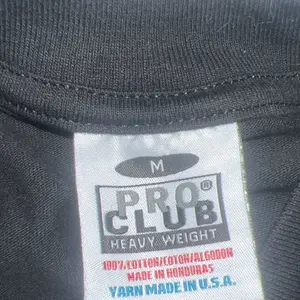 M
PRO®
CLUB
HEAVY WEIGHT
100% COTTON/COTON/ALGODON
MADE IN HONDURAS
YARN MADE IN U.S.A.